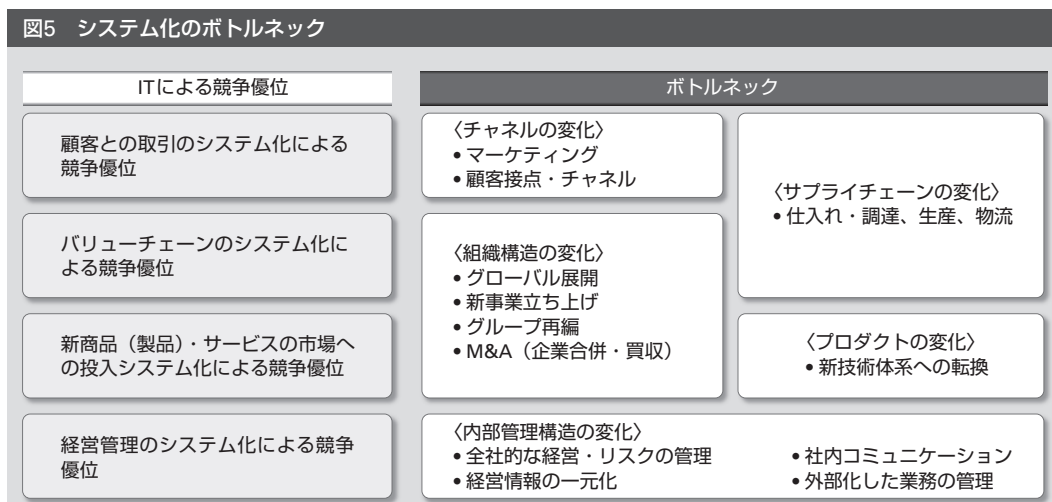 図5 システム化のボトルネック
ITによる競争優位
顧客との取引のシステム化による
競争優位
バリューチェーンのシステム化に
よる競争優位
新商品（製品）・サービスの市場へ
の投入システム化による競争優位
経営管理のシステム化による競争
優位
ボトルネック
〈チャネルの変化〉
•マーケティング
•顧客接点・チャネル
〈サプライチェーンの変化〉
•仕入れ・調達、生産、物流
〈組織構造の変化〉
•グローバル展開
•新事業立ち上げ
•グループ再編
•M&A（企業合併・買収）
〈プロダクトの変化〉
•新技術体系への転換
〈内部管理構造の変化〉
•全社的な経営・リスクの管理
•経営情報の一元化
•社内コミュニケーション
•外部化した業務の管理